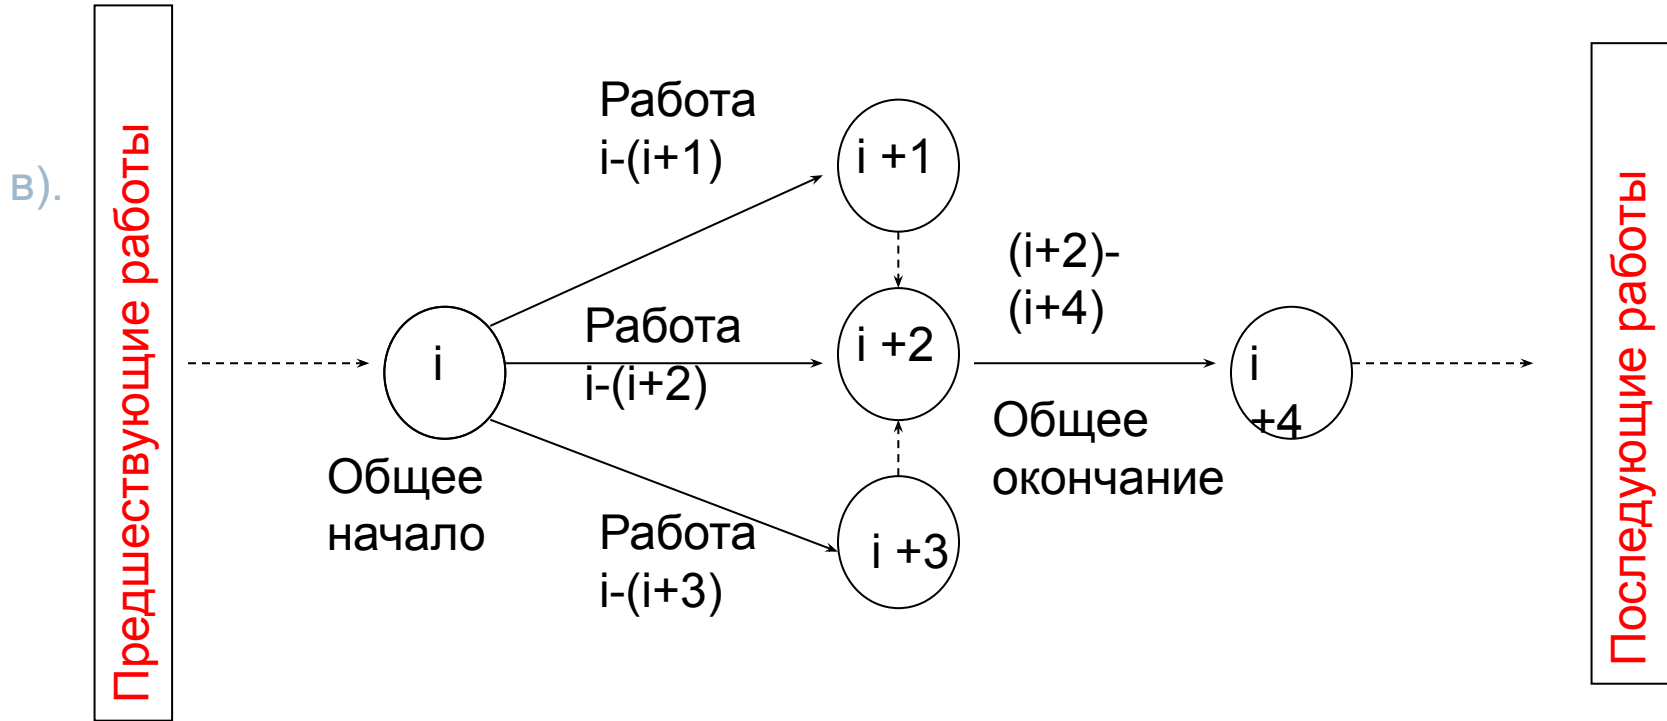 в).
Предшествующие работы
Работа
i-(i+1)
i +1
(i+2)-
(i+4)
Работа
i-(i+2)
i
i +2
i
+4
Общее
начало
Общее
окончание
Работа
i-(i+3)
i +3
Последующие работы